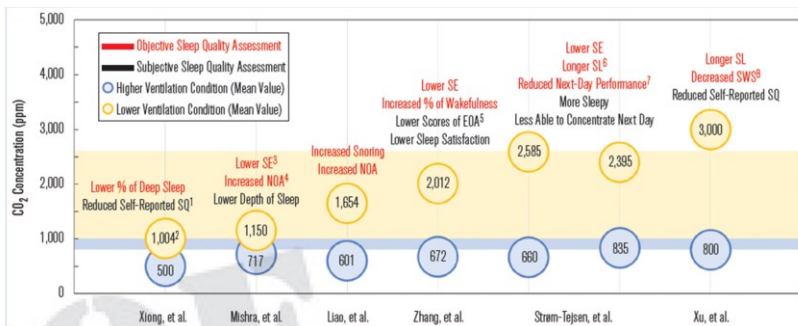 5,000
4,000
3,000
2,000
1,000
0
CO2 Concentration (ppm)
Objective Sleep Quality Assessment
Subjective Sleep Quality Assessment
Higher Ventilation Condition (Mean Value)
Lower Ventilation Condition (Mean Value)
Lower % of Deep Sleep
Reduced Self-Reported SQ1
1,0042
500
Lower SE3
Increased NOA4
Lower Depth of Sleep
1,150
717
Increased Snoring
Increased NOA
1,654
601
Lower SE
Increased % of Wakefulness
Lower Scores of EOA5
Lower Sleep Satisfaction
2,012
672
Lower SE
Longer SL6
Reduced Next-Day Performance7
More Sleepy
Less Able to Concentrate Next Day
2,585
2,395
660
835
Longer SL
Decreased SWS8
Reduced Self-Reported SQ
3,000
800
Xiong, et al.
Mishra, et al.
Liao, et al.
Zhang, et al.
Strøm-Tejsen, et al.
Xu, et al.